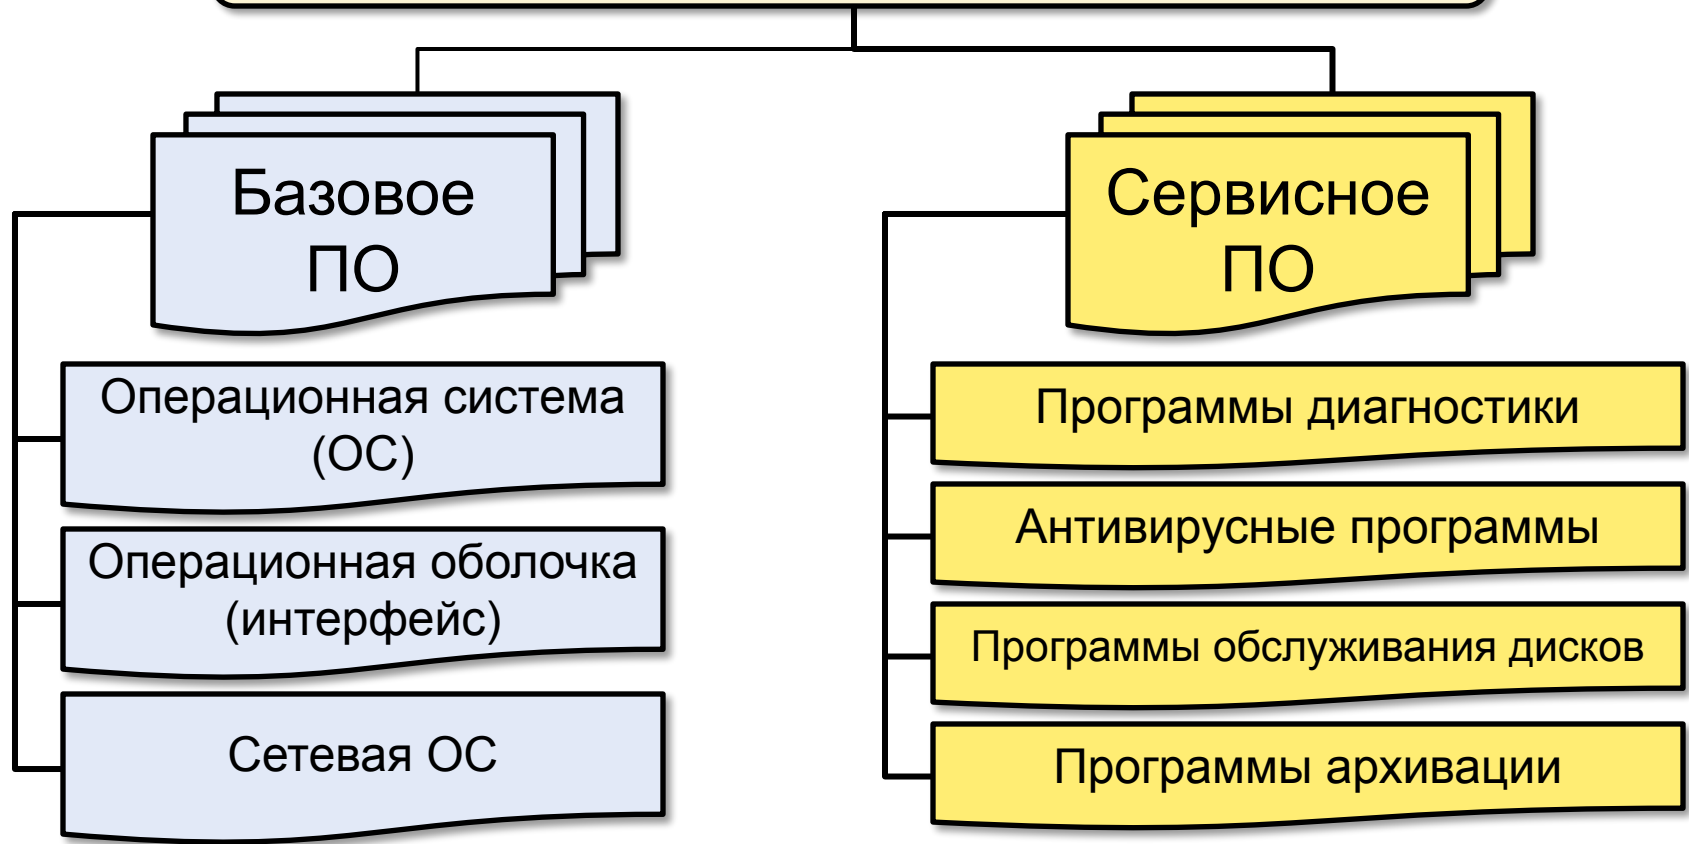 Базовое
ПО
Сервисное
ПО
Операционная система
(ОС)
Операционная оболочка
(интерфейс)
Сетевая ОС
Программы диагностики
Антивирусные программы
Программы обслуживания дисков
Программы архивации